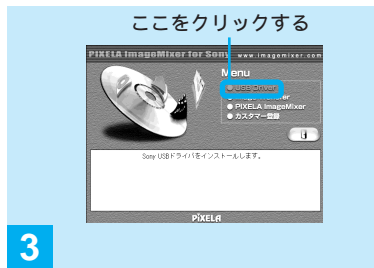 ここをクリックする
PIXELA ImageMixer for Sony www.imagemixer.com
Menu
USB Driver
PIXELA ImageMixer
カスタマー登録
Sony USBドライバをインストールします。
PIXELA
3